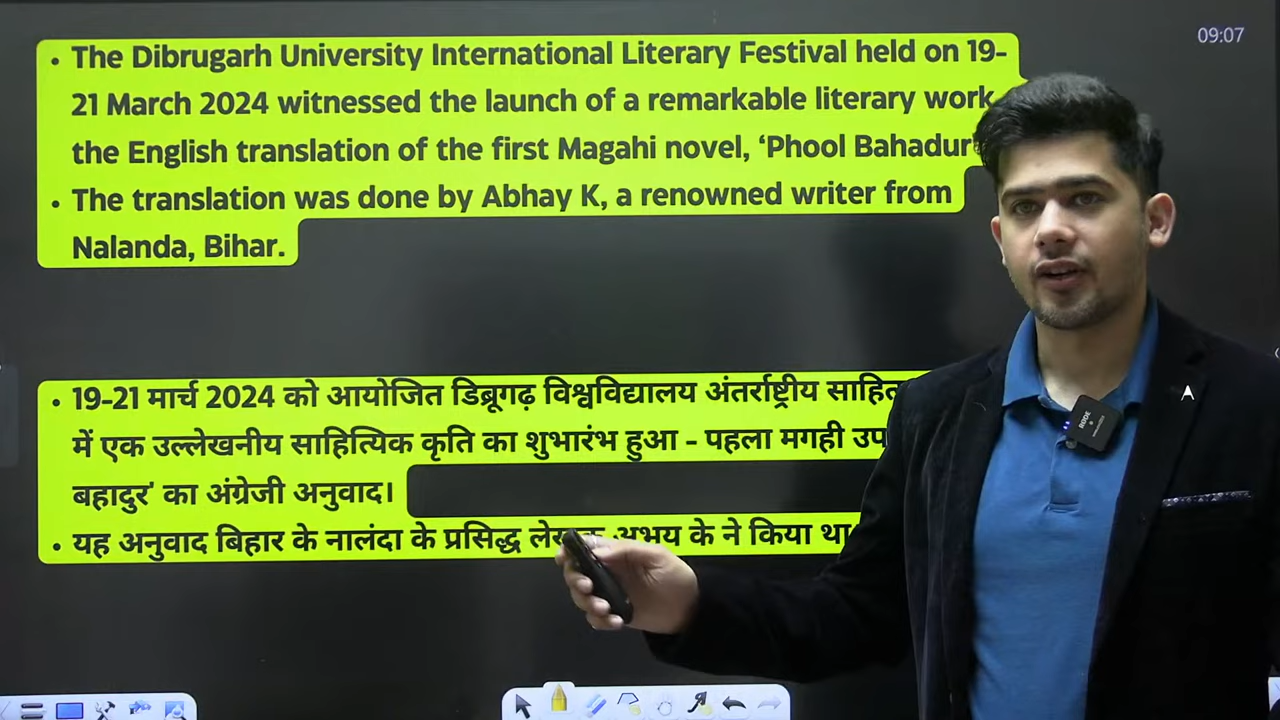 09:07
• The Dibrugarh University International Literary Festival held on 19-
21 March 2024 witnessed the launch of a remarkable literary work
the English translation of the first Magahi novel, ‘Phool Bahadur’
• The translation was done by Abhay K, a renowned writer from
Nalanda, Bihar.
• 19-21 मार्च 2024 को आयोजित डिब्रूगढ़ विश्वविद्यालय अंतर्राष्ट्रीय
में एक उल्लेखनीय साहित्यिक कृति का शुभारंभ हुआ - पहला मगही
बहादुर' का अंग्रेजी अनुवाद।
• यह अनुवाद बिहार के नालंदा के प्रसिद्ध अभय के ने किया था
RODE